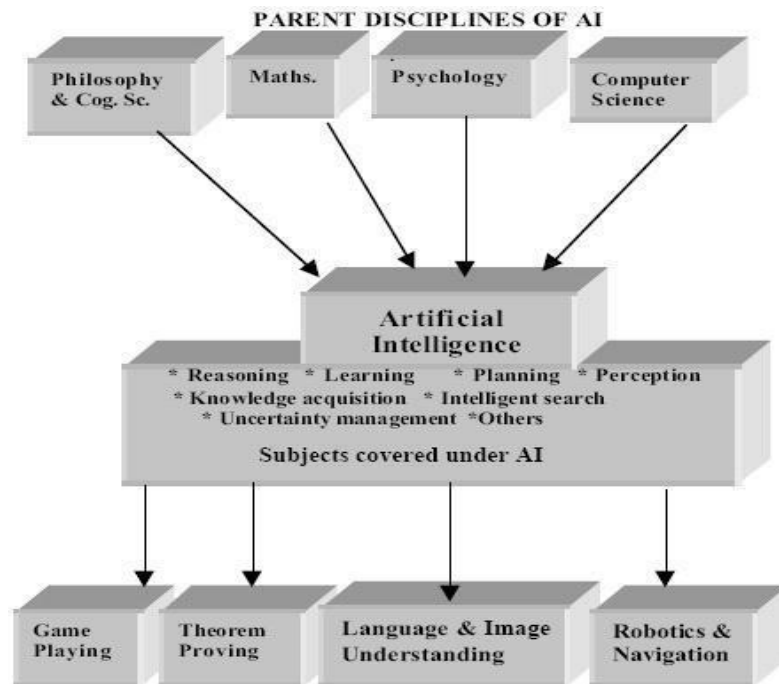 PARENT DISCIPLINES OF AI
Philosophy
& Cog. Sc.
Maths.
Psychology
Computer
Science
Artificial
Intelligence
* Reasoning * Learning * Planning * Perception
* Knowledge acquisition * Intelligent search
* Uncertainty management *Others
Subjects covered under AI
Game
Playing
Theorem
Proving
Language & Image
Understanding
Robotics &
Navigation